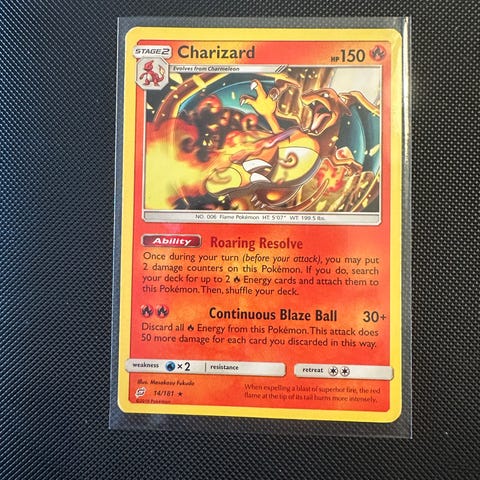 STAGE2 Charizard HP150
Evolves from Charmeleon
NO. 006 Flame Pokémon HT: 5'07" WT: 199.5 lbs.
Ability Roaring Resolve
Once during your turn (before your attack), you may put
2 damage counters on this Pokémon. If you do, search
your deck for up to 2 Energy cards and attach them to
this Pokémon. Then, shuffle your deck.
Continuous Blaze Ball 30+
Discard all Energy from this Pokémon. This attack does
50 more damage for each card you discarded in this way.
weakness ×2 resistance retreat
Illus. Masakazu Fukuda
14/181 ★
©2019 Pokémon
When expelling a blast of superhot fire, the red
flame at the tip of its tail burns more intensely.